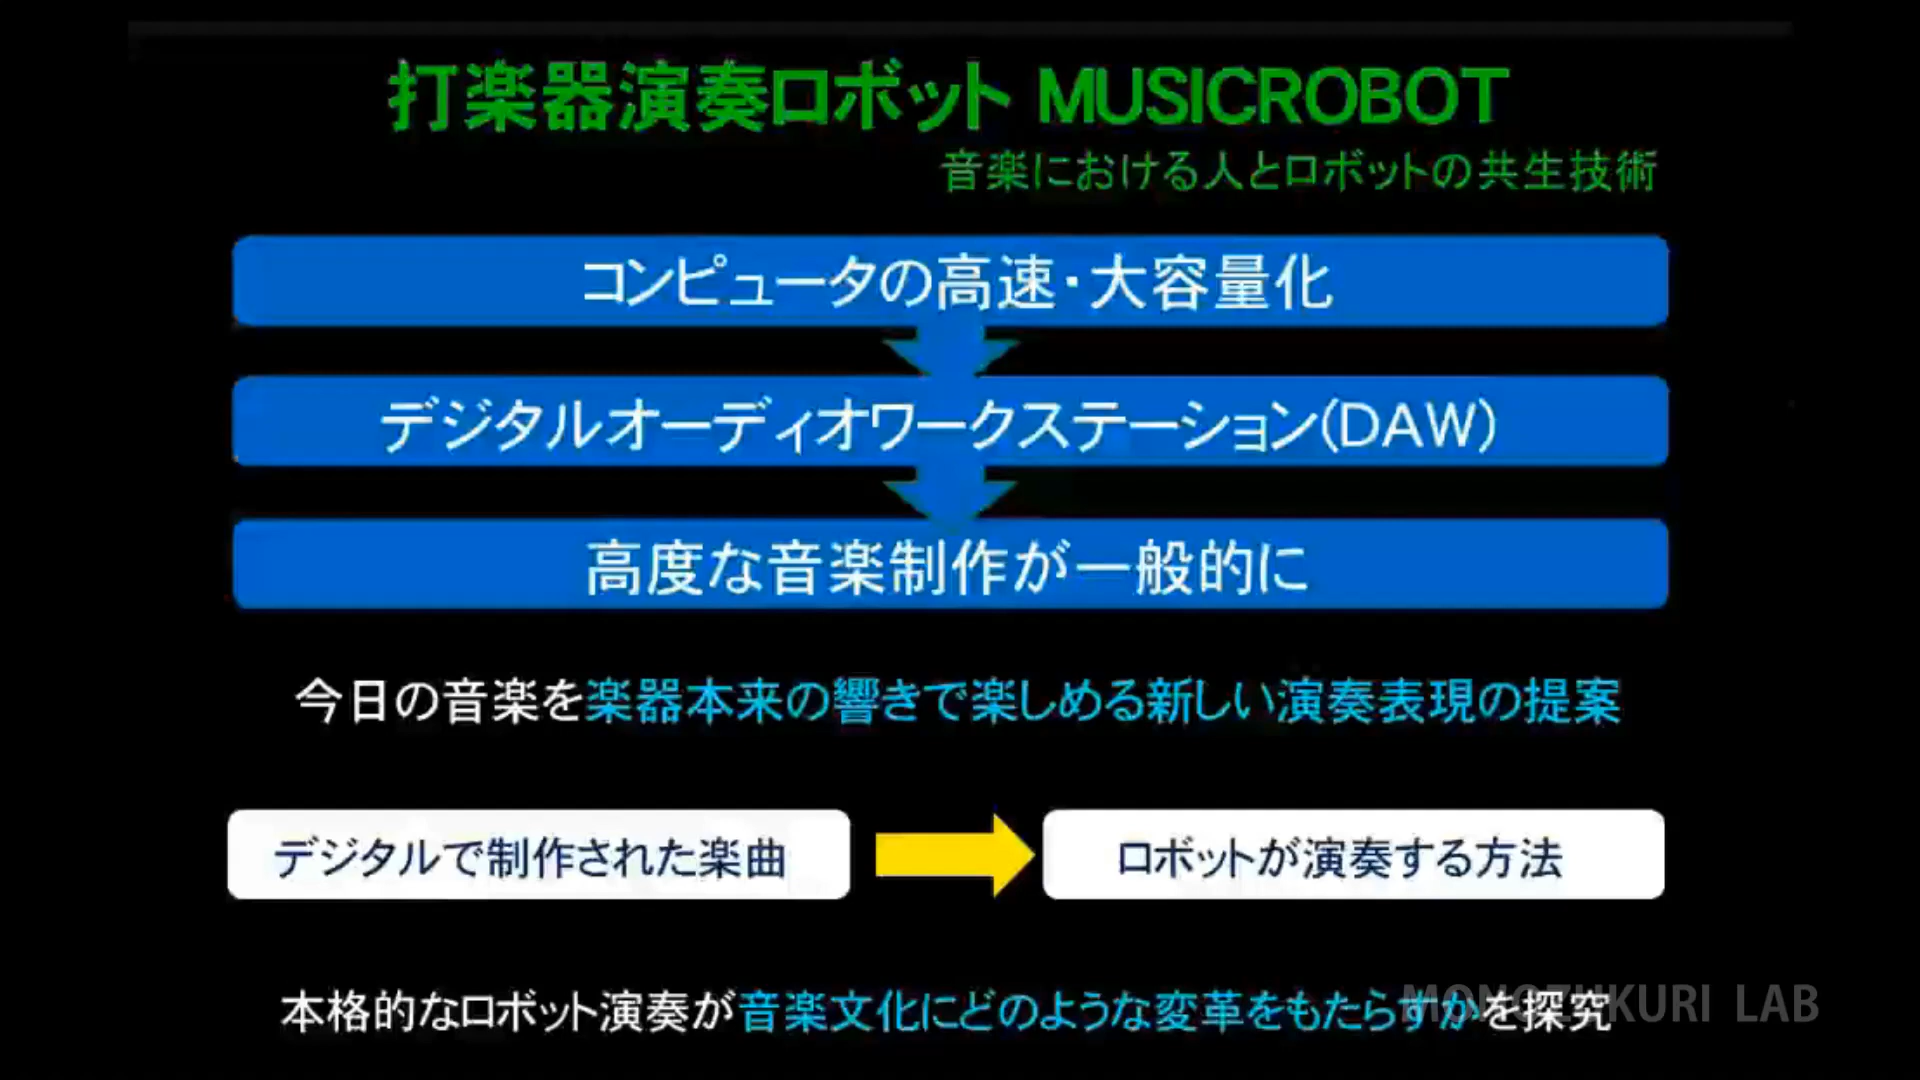 打楽器演奏ロボット MUSICROBOT
音楽における人とロボットの共生技術
コンピュータの高速・大容量化
デジタルオーディオワークステーション(DAW)
高度な音楽制作が一般的に
今日の音楽を楽器本来の響きで楽しめる新しい演奏表現の提案
デジタルで制作された楽曲
ロボットが演奏する方法
本格的なロボット演奏が音楽文化にどのような変革をもたらすかを探究
MONOZUKURI LAB